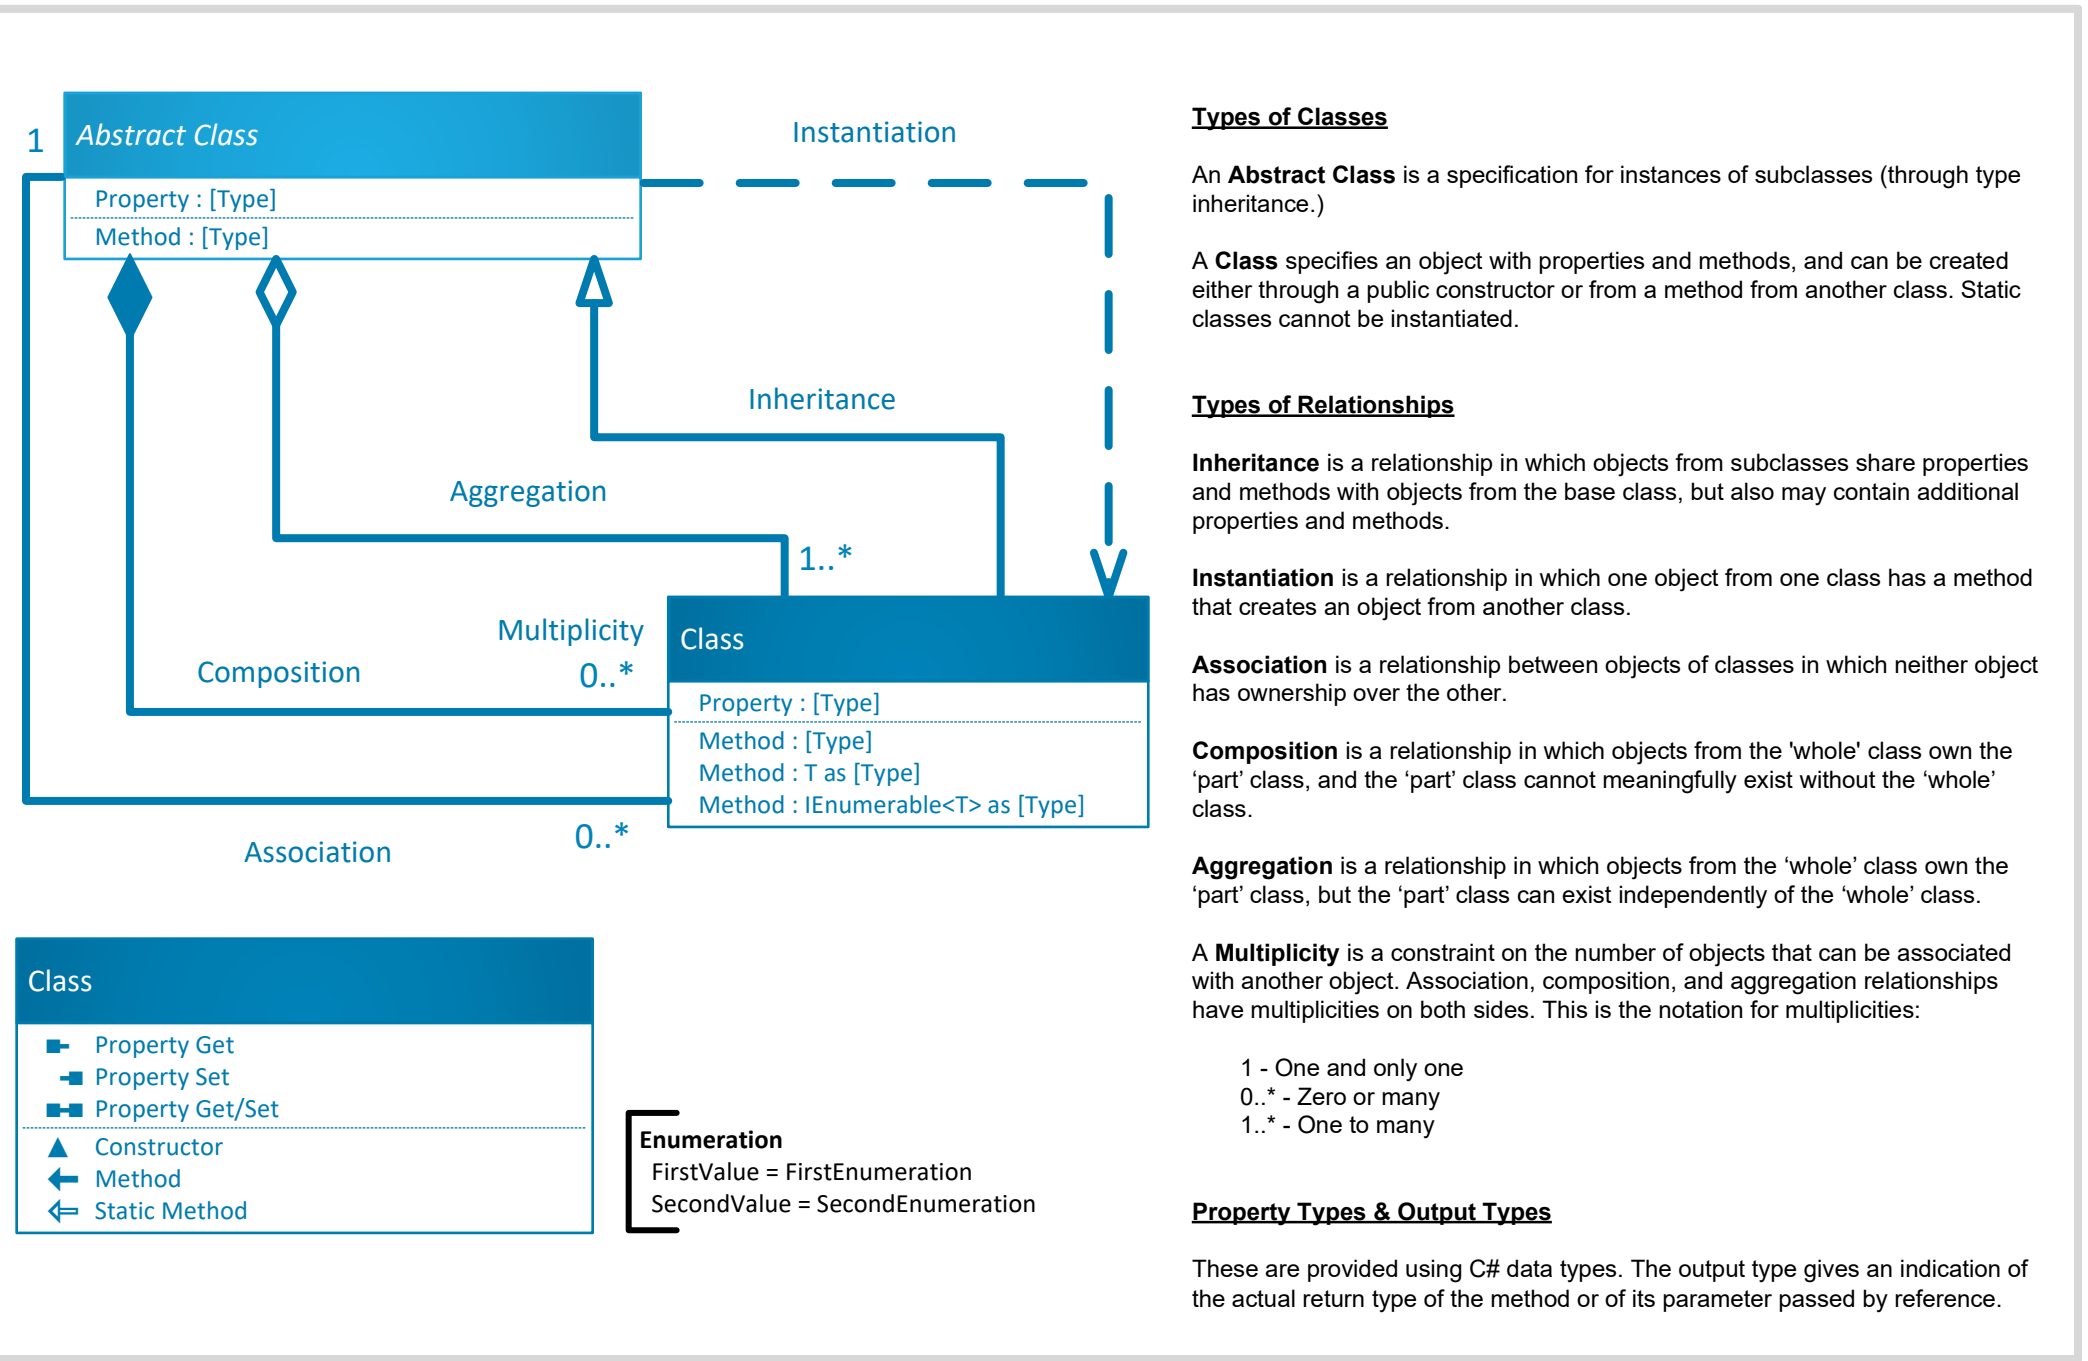 1
Abstract Class
Property : [Type]
Method : [Type]
Instantiation
Inheritance
Aggregation
1..*
Multiplicity
0..*
Composition
Class
Property : [Type]
Method : [Type]
Method : T as [Type]
Method : IEnumerable<T> as [Type]
0..*
Association
Class
Property Get
Property Set
Property Get/Set
Constructor
Method
Static Method
Enumeration
FirstValue = FirstEnumeration
SecondValue = SecondEnumeration
Types of Classes
An Abstract Class is a specification for instances of subclasses (through type
inheritance.)
A Class specifies an object with properties and methods, and can be created
either through a public constructor or from a method from another class. Static
classes cannot be instantiated.
Types of Relationships
Inheritance is a relationship in which objects from subclasses share properties
and methods with objects from the base class, but also may contain additional
properties and methods.
Instantiation is a relationship in which one object from one class has a method
that creates an object from another class.
Association is a relationship between objects of classes in which neither object
has ownership over the other.
Composition is a relationship in which objects from the 'whole' class own the
‘part’ class, and the ‘part’ class cannot meaningfully exist without the ‘whole’
class.
Aggregation is a relationship in which objects from the ‘whole’ class own the
‘part’ class, but the ‘part’ class can exist independently of the ‘whole’ class.
A Multiplicity is a constraint on the number of objects that can be associated
with another object. Association, composition, and aggregation relationships
have multiplicities on both sides. This is the notation for multiplicities:
1 - One and only one
0..* - Zero or many
1..* - One to many
Property Types & Output Types
These are provided using C# data types. The output type gives an indication of
the actual return type of the method or of its parameter passed by reference.